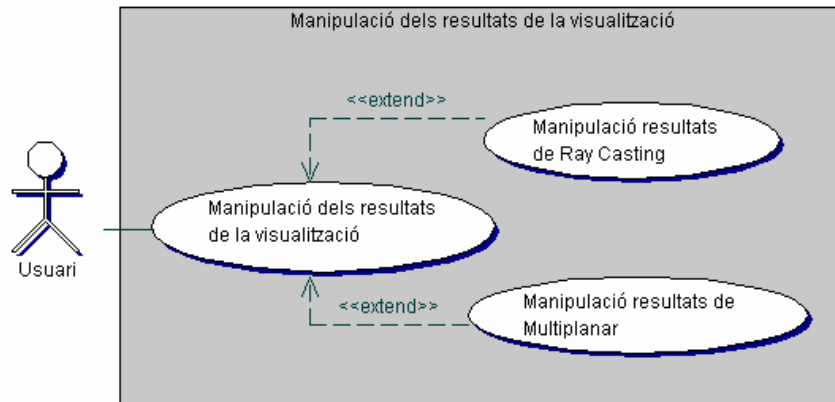 Manipulació dels resultats de la visualització
<<extend>>
Manipulació resultats
de Ray Casting
Manipulació dels resultats
de la visualització
Usuari
<<extend>>
Manipulació resultats de
Multiplanar